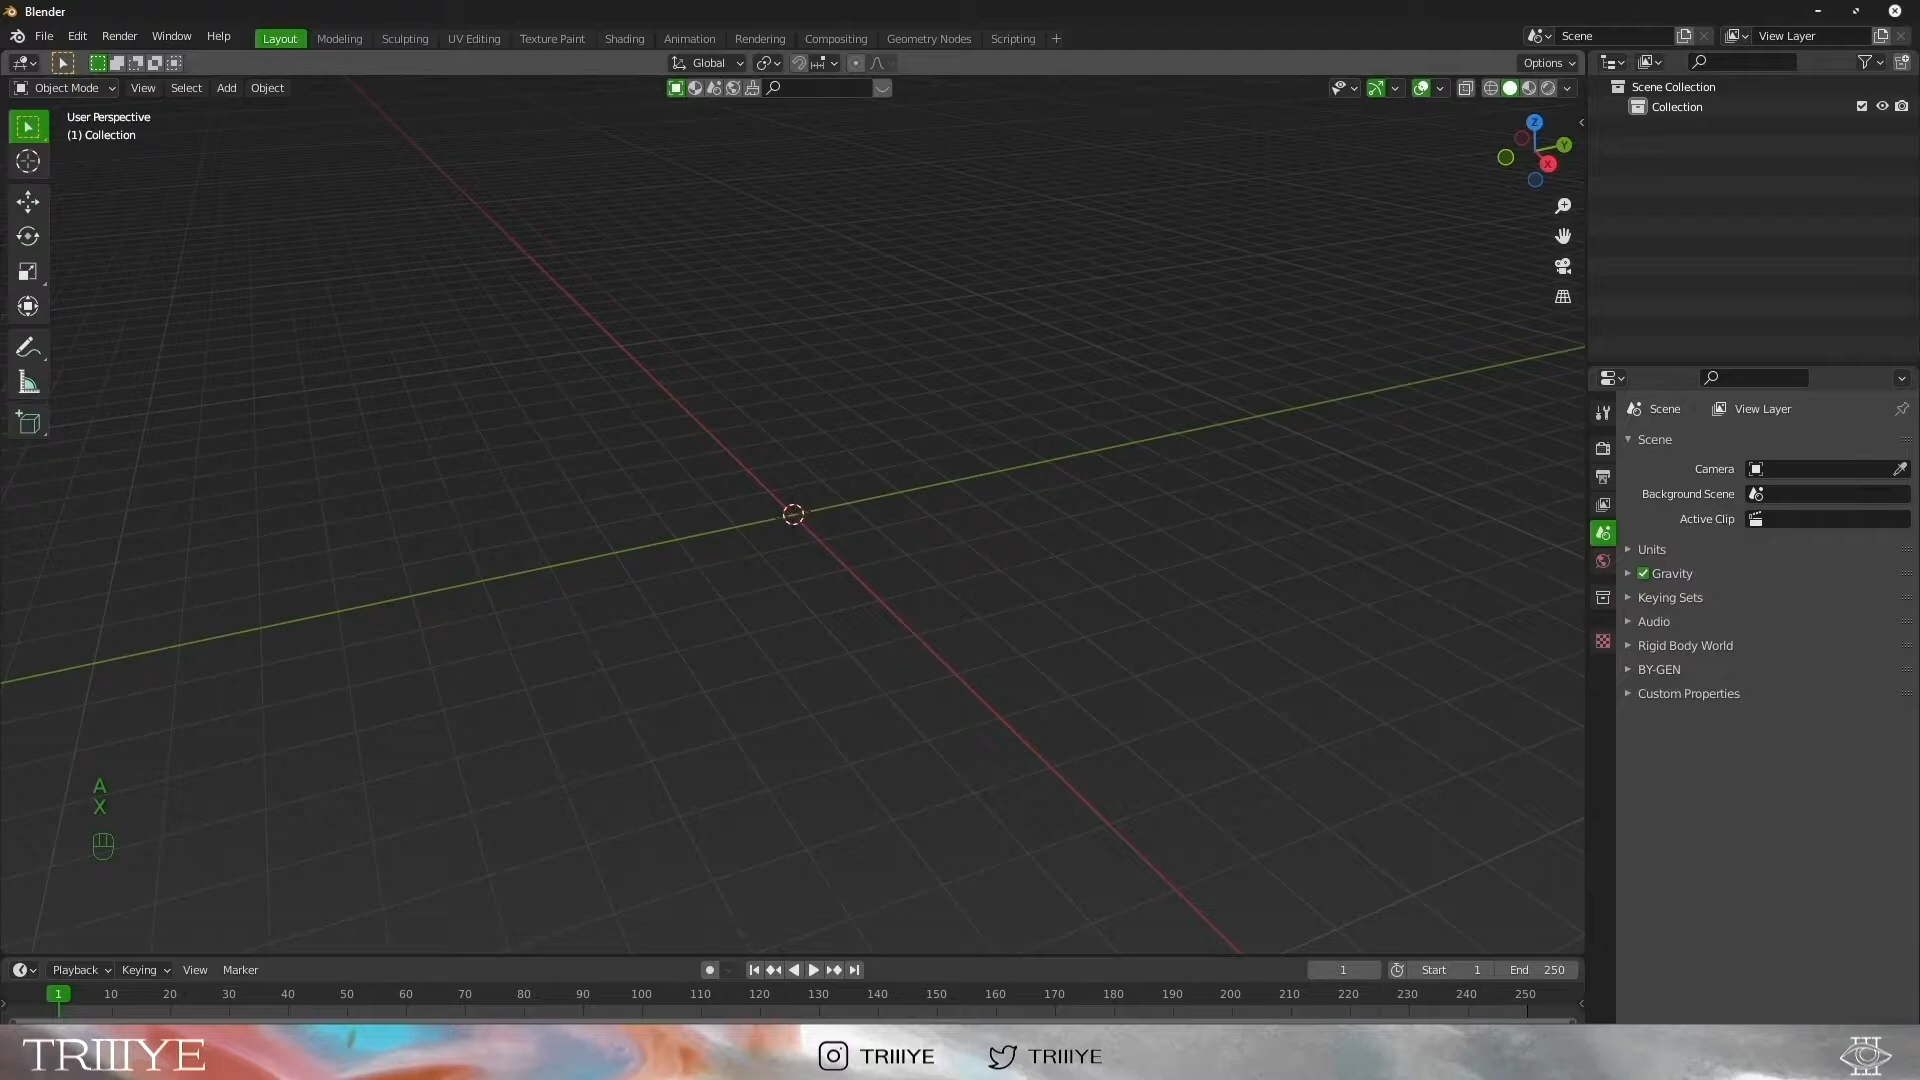 Blender
File Edit Render Window Help Layout Modeling Sculpting UV Editing Texture Paint Shading Animation Rendering Compositing Geometry Nodes Scripting + Scene View Layer
Global Options
Object Mode View Select Add Object
User Perspective
(1) Collection
Z
Y
X
Scene Collection
Collection
Scene View Layer
Scene
Camera
Background Scene
Active Clip
Units
Gravity
Keying Sets
Audio
Rigid Body World
BY-GEN
Custom Properties
A
X
Playback Keying View Marker 1 Start 1 End 250
1 10 20 30 40 50 60 70 80 90 100 110 120 130 140 150 160 170 180 190 200 210 220 230 240 250
TRIIIYE TRIIIYE TRIIIYE